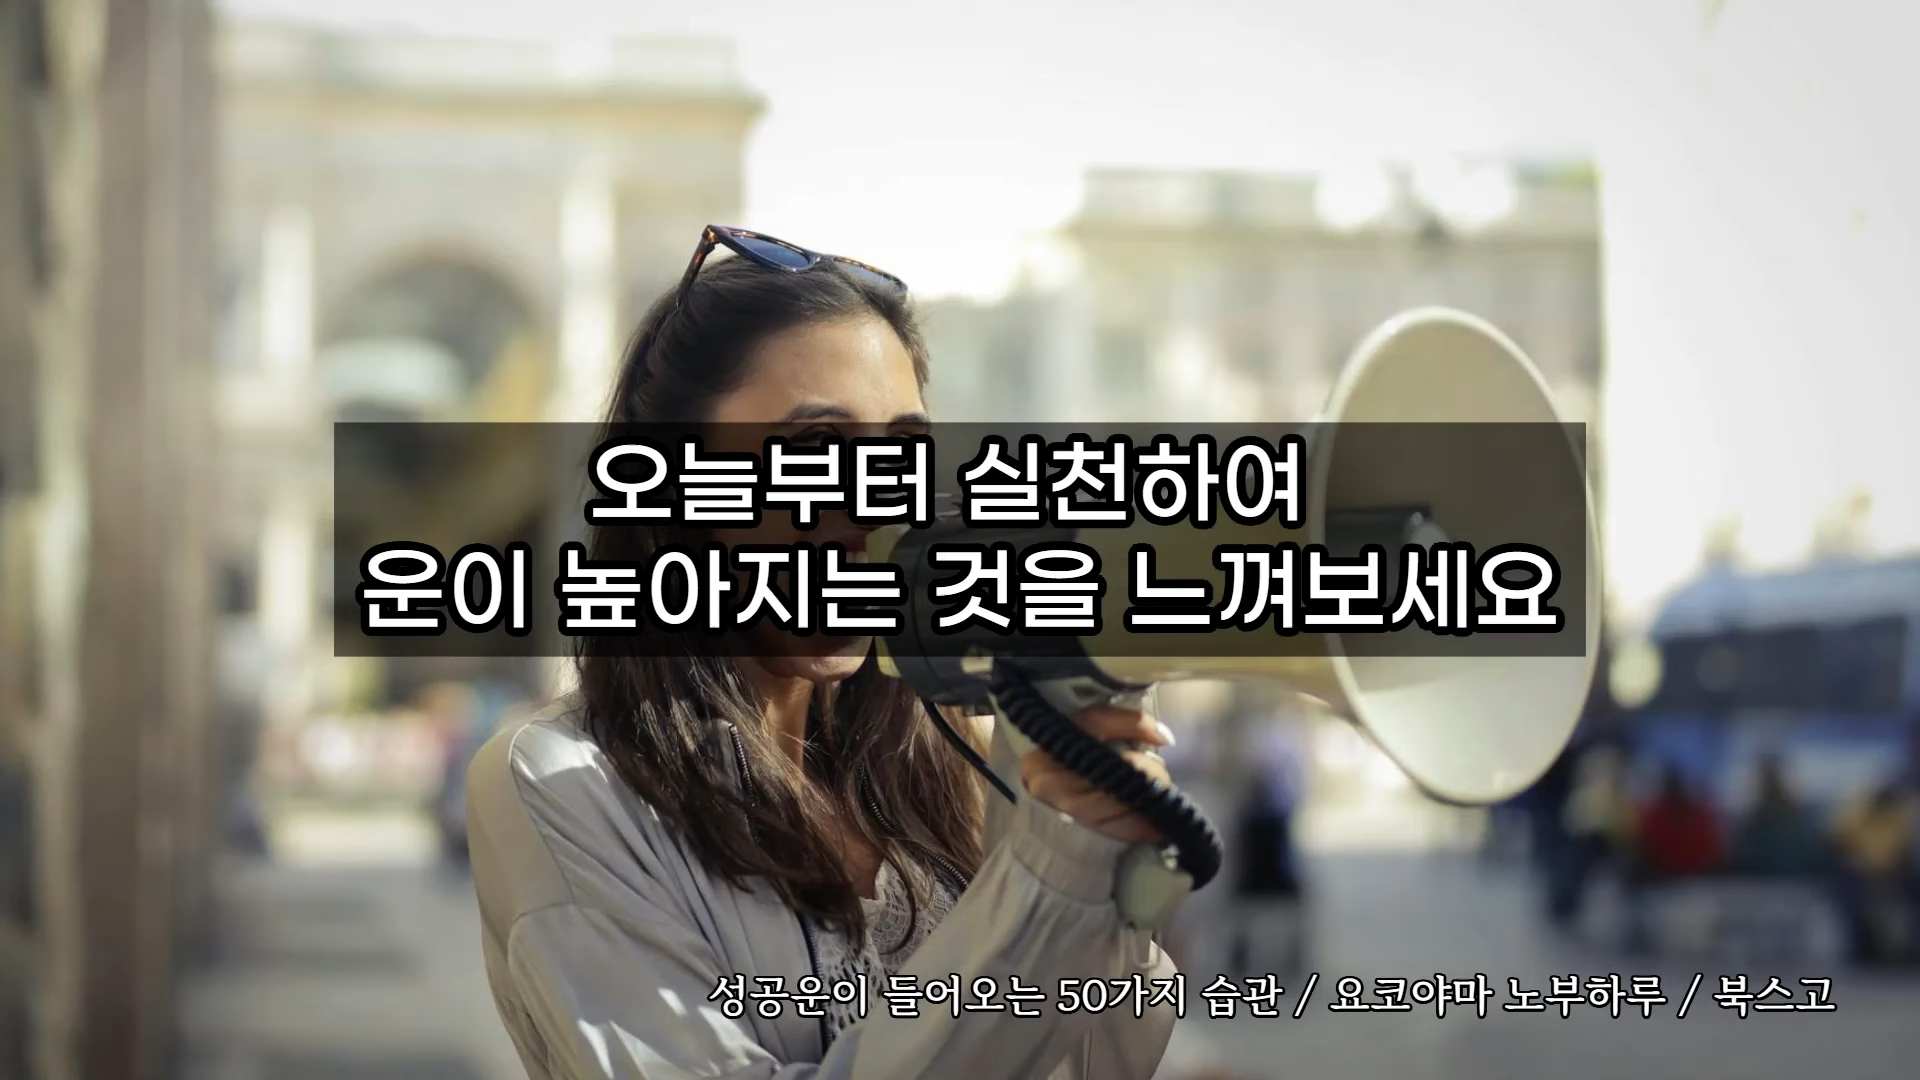 오늘부터 실천하여
운이 높아지는 것을 느껴보세요
성공운이 들어오는 50가지 습관 / 요코야마 노부하루 / 북스고